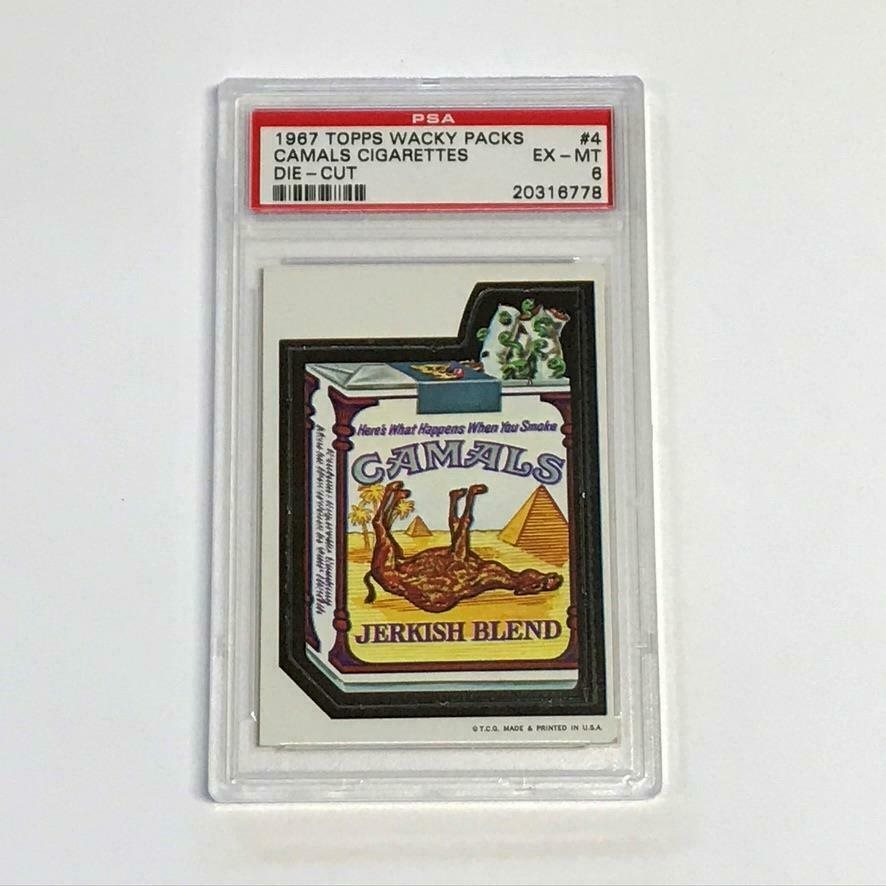 PSA
1967 TOPPS WACKY PACKS #4
CAMALS CIGARETTES EX - MT
DIE - CUT 6
20316778
Here's What Happens When You Smoke
CAMALS
JERKISH BLEND
© T.C.G. MADE & PRINTED IN U.S.A.